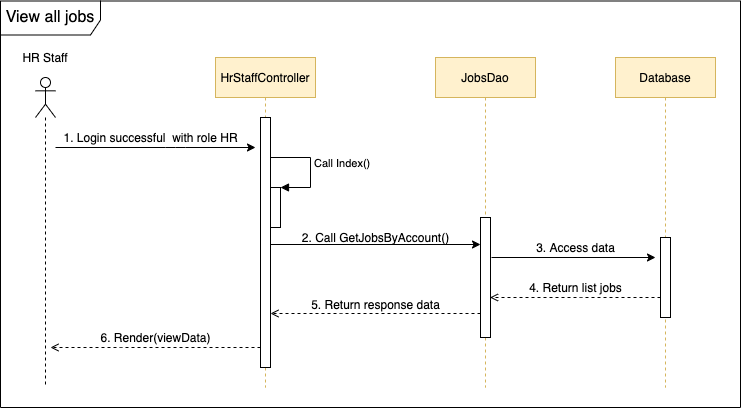 View all jobs
HR Staff
HrStaffController
JobsDao
Database
1. Login successful  with role HR
Call Index()
2. Call GetJobsByAccount()
3. Access data
4. Return list jobs
5. Return response data
6. Render(viewData)